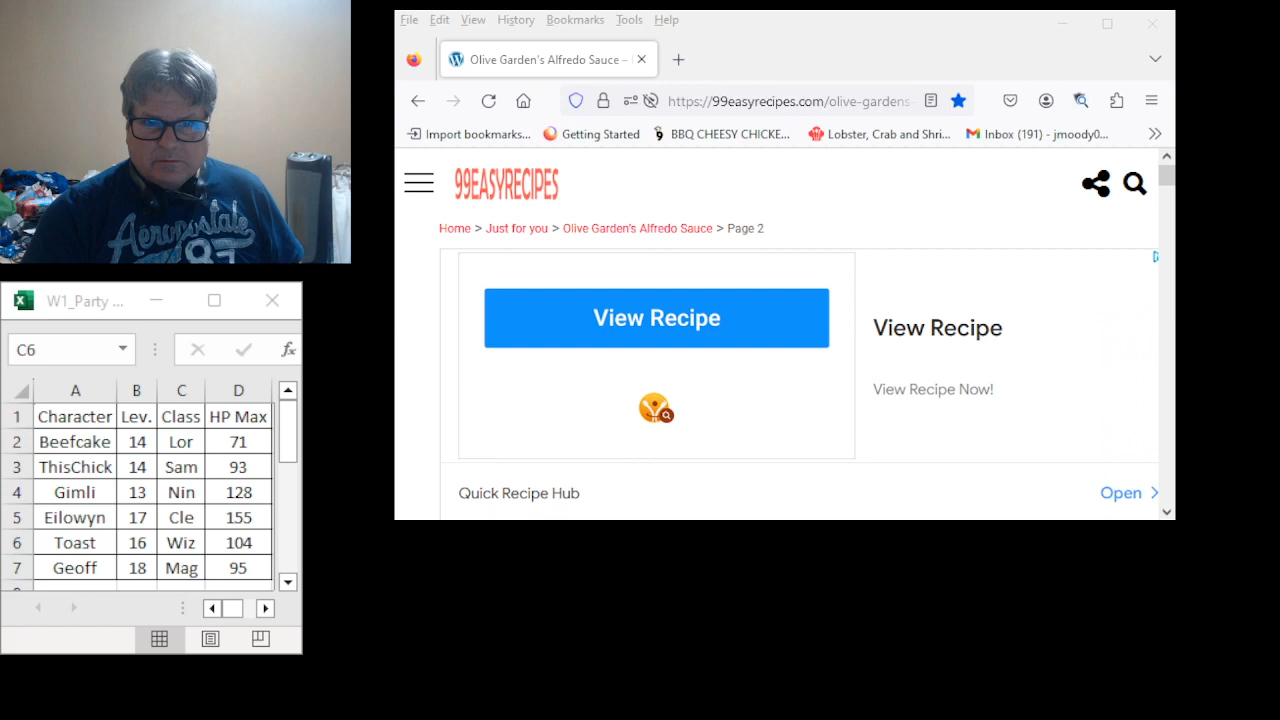 Aéropostale
87
File Edit View History Bookmarks Tools Help
Olive Garden's Alfredo Sauce –
https://99easyrecipes.com/olive-gardens-
Import bookmarks... Getting Started BBQ CHEESY CHICKE... Lobster, Crab and Shri... Inbox (191) - jmoody0...
99EASYRECIPES
Home > Just for you > Olive Garden's Alfredo Sauce > Page 2
View Recipe
View Recipe
View Recipe Now!
Quick Recipe Hub
Open
W1_Party ...
C6
fx
A B C D
1 Character Lev. Class HP Max
2 Beefcake 14 Lor 71
3 ThisChick 14 Sam 93
4 Gimli 13 Nin 128
5 Eilowyn 17 Cle 155
6 Toast 16 Wiz 104
7 Geoff 18 Mag 95